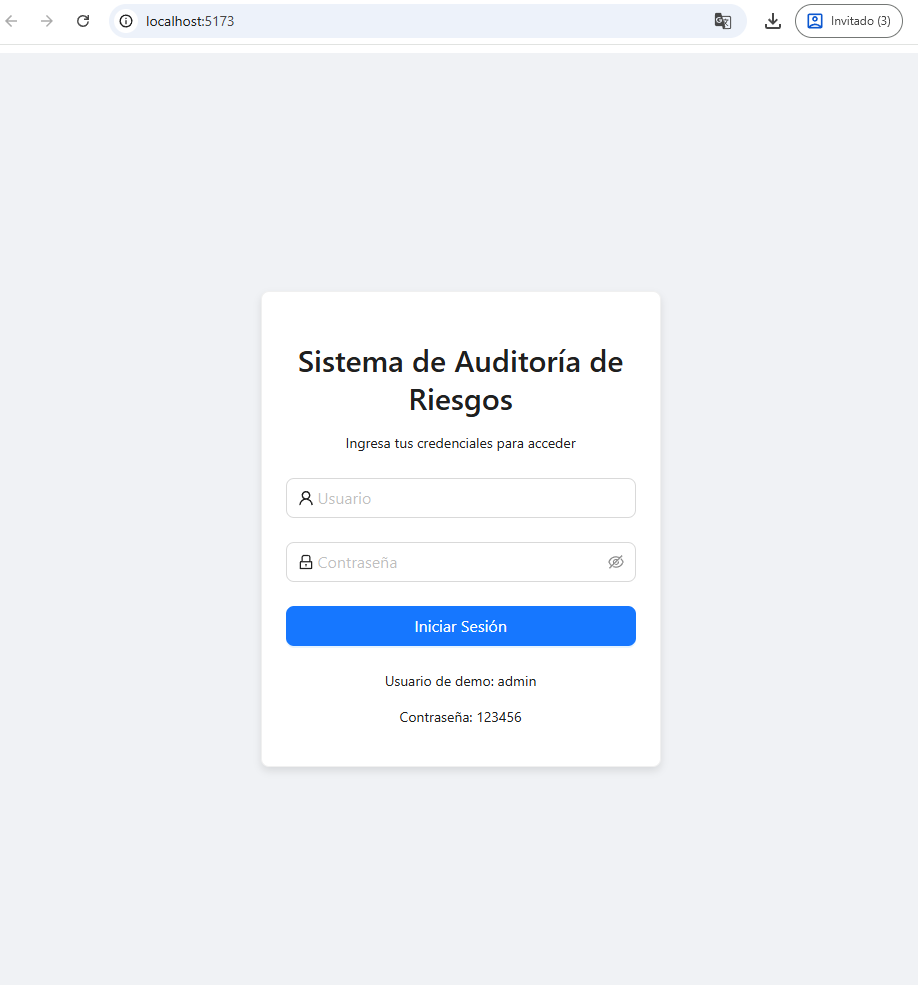 localhost:5173
Invitado (3)
Sistema de Auditoría de
Riesgos
Ingresa tus credenciales para acceder
Usuario
Contraseña
Iniciar Sesión
Usuario de demo: admin
Contraseña: 123456